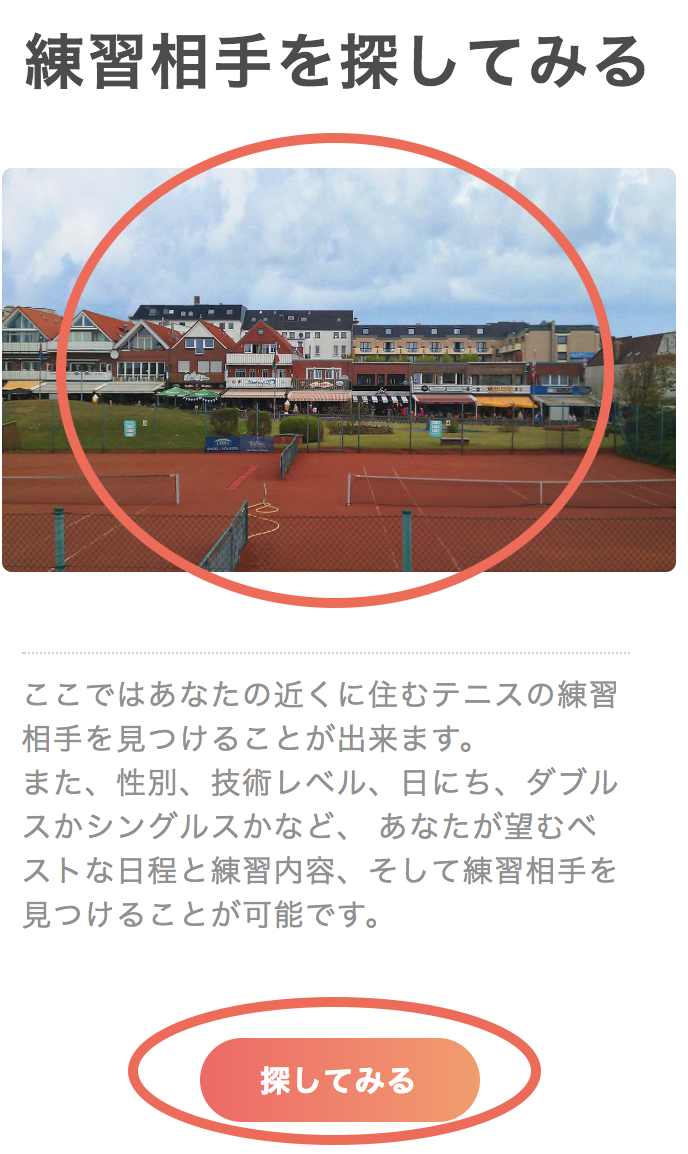 練習相手を探してみる
ここではあなたの近くに住むテニスの練習
相手を見つけることが出来ます。
また、性別、技術レベル、日にち、ダブル
スかシングルスかなど、 あなたが望むベ
ストな日程と練習内容、そして練習相手を
見つけることが可能です。
探してみる